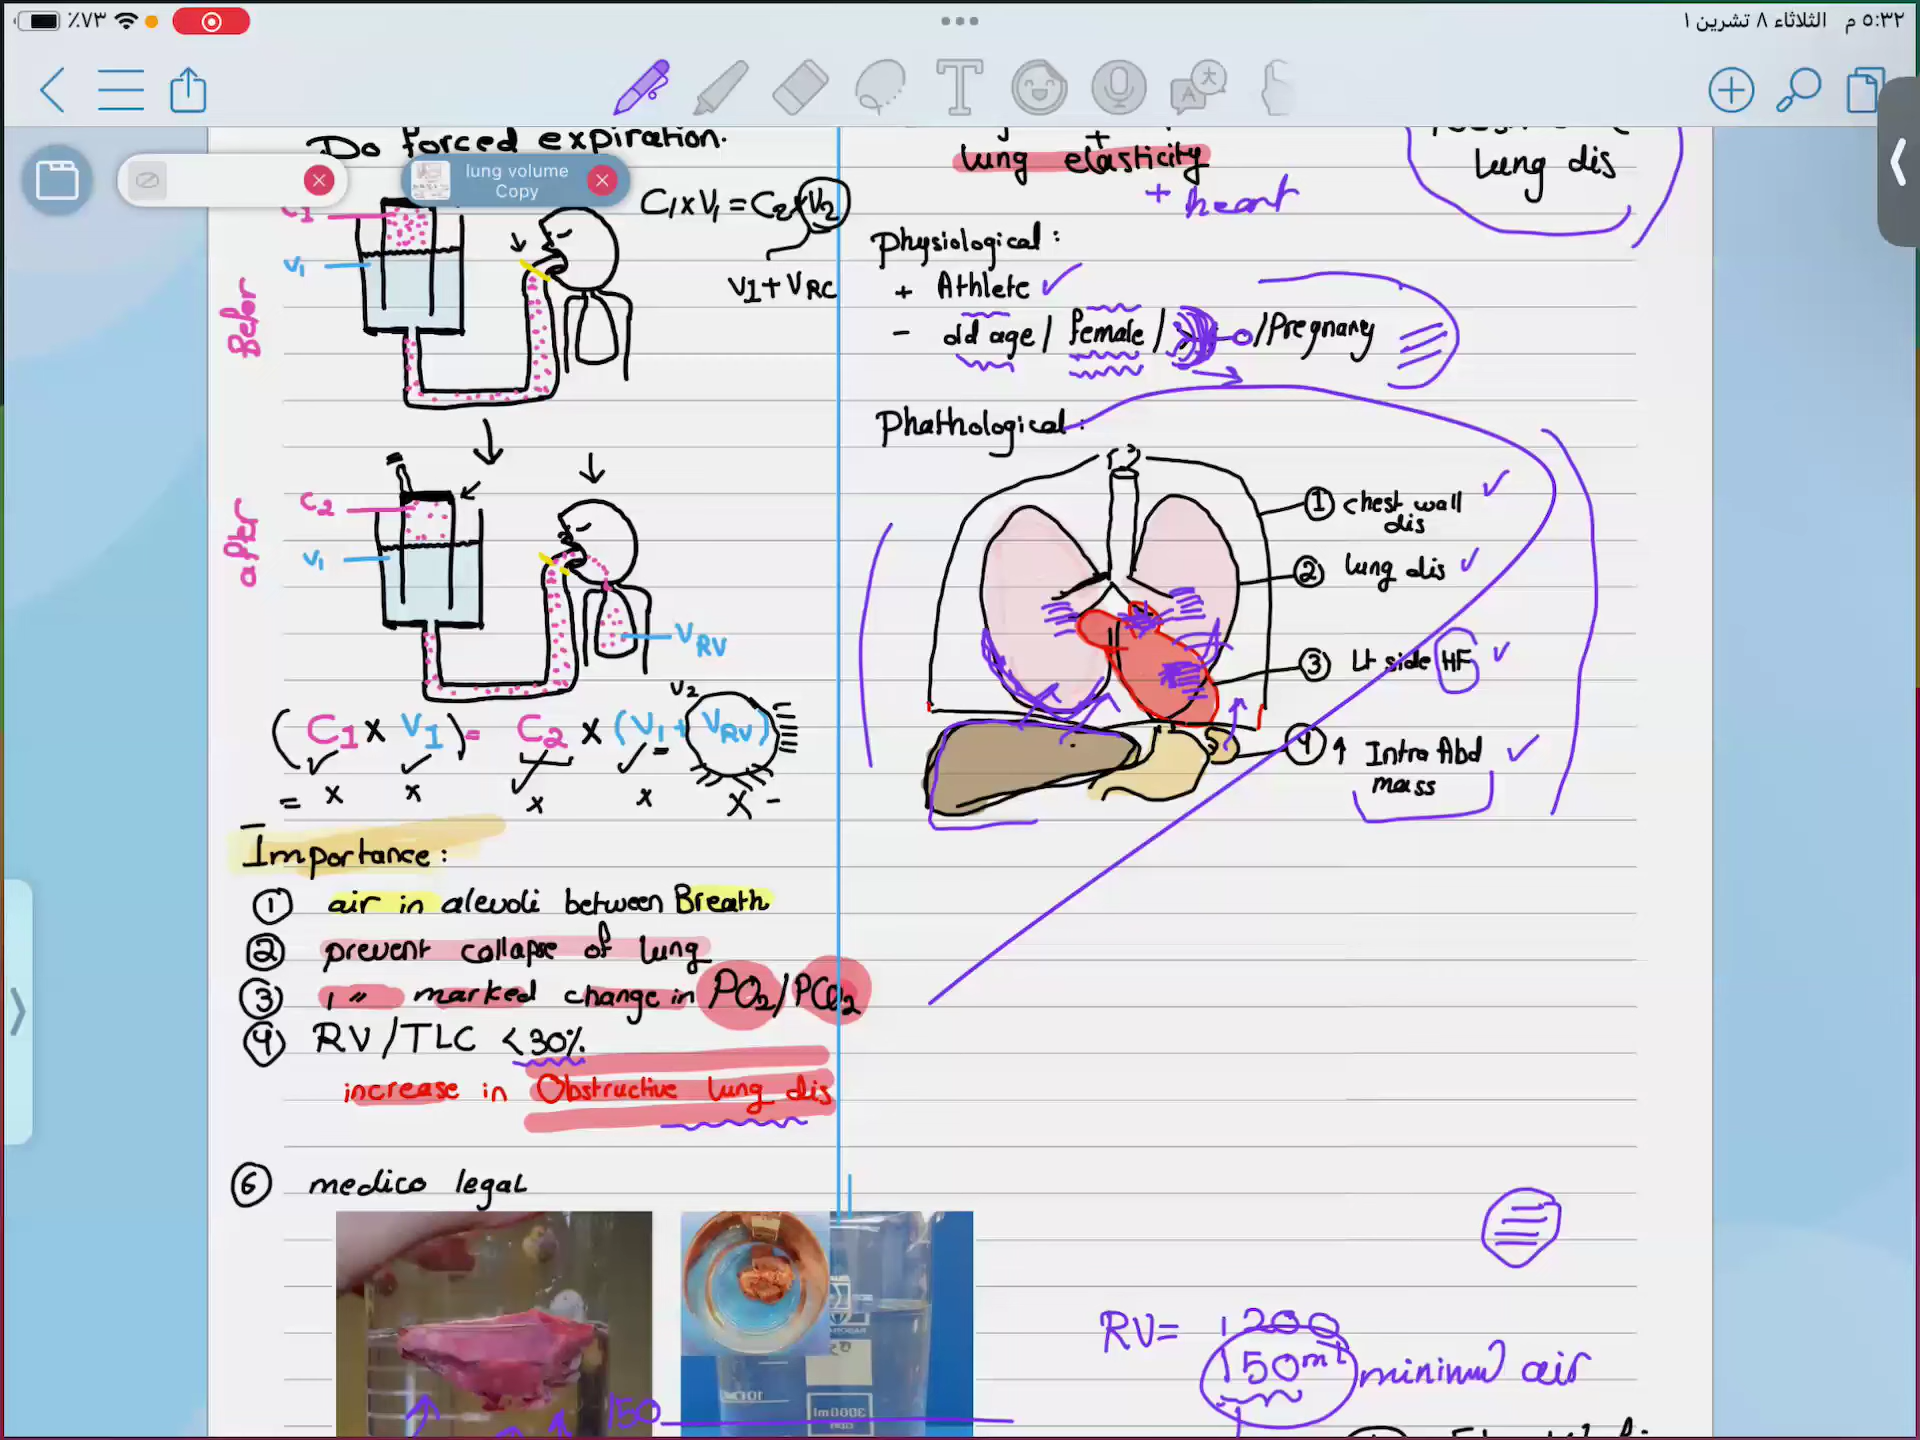 ٪٧٣
٥:٣٢ م الثلاثاء ٨ تشرين ١
lung volume
Copy
Do forced expiration.
C1 x V1 = C2 x V2
V1 + VRC
C1
V1
Befor
after
C2
V1
VRV
V2
(C1 x V1) = C2 x (V1 + VRV)
= x x x x x -
Importance:
① air in alevoli between Breath
② prevent collapse of lung
③ 1 〃 marked change in PO2/PCO2
④ RV/TLC <30%
increase in Obstructive lung dis
⑥ medico legal
150
+
lung elasticity
+ heart
lung dis
Physiological:
+ Athlete ✓
- old age / female / /Pregnancy
Phathological:
① chest wall dis ✓
② lung dis ✓
③ Lt side HF ✓
④ ↑ Intra Abd mass ✓
RV= 1200
150ml minimum air